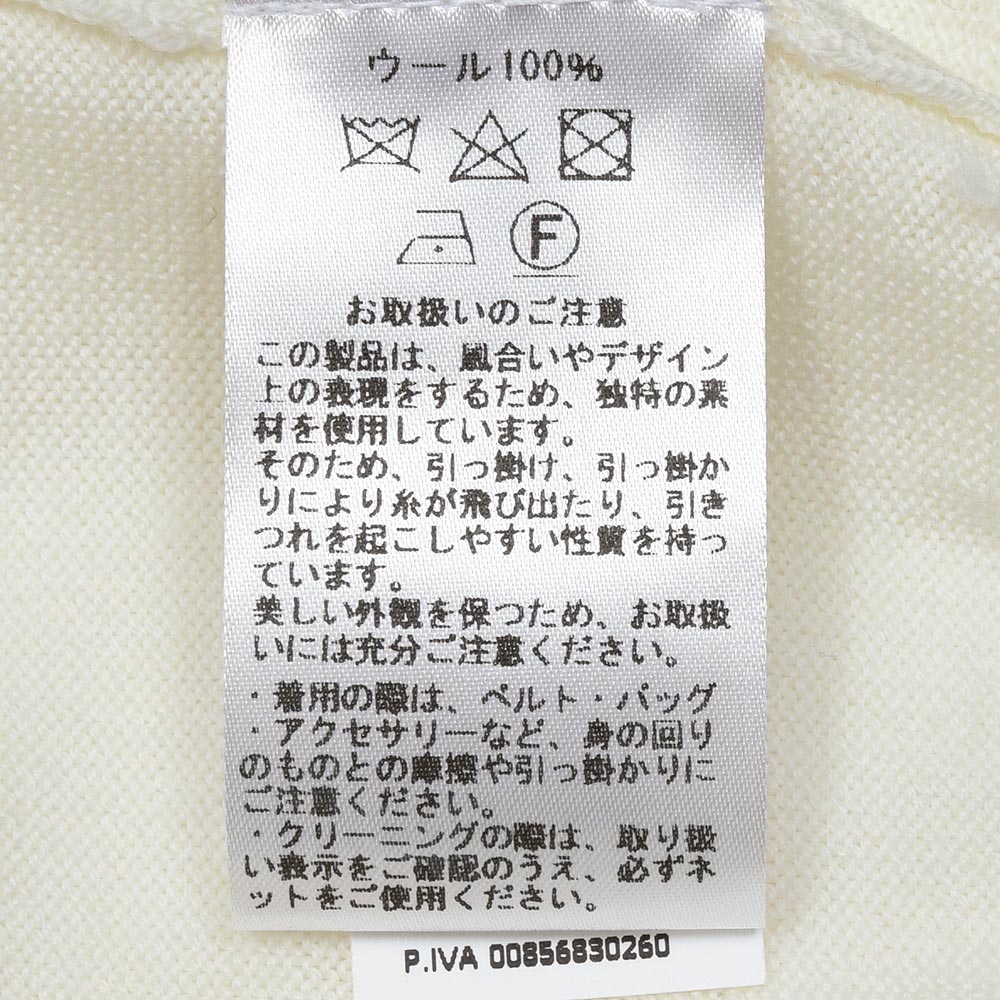 ウール100%
F
お取扱いのご注意
この製品は、風合いやデザイン
上の表現をするため、独特の素
材を使用しています。
そのため、引っ掛け、引っ掛か
りにより糸が飛び出たり、引き
つれを起こしやすい性質を持っ
ています。
美しい外観を保つため、お取扱
いには充分ご注意ください。
・着用の際は、ベルト・バッグ
・アクセサリーなど、身の回り
のものとの摩擦や引っ掛かりに
ご注意ください。
・クリーニングの際は、取り扱
い表示をご確認のうえ、必ずネ
ットをご使用ください。
P.IVA 00856830260